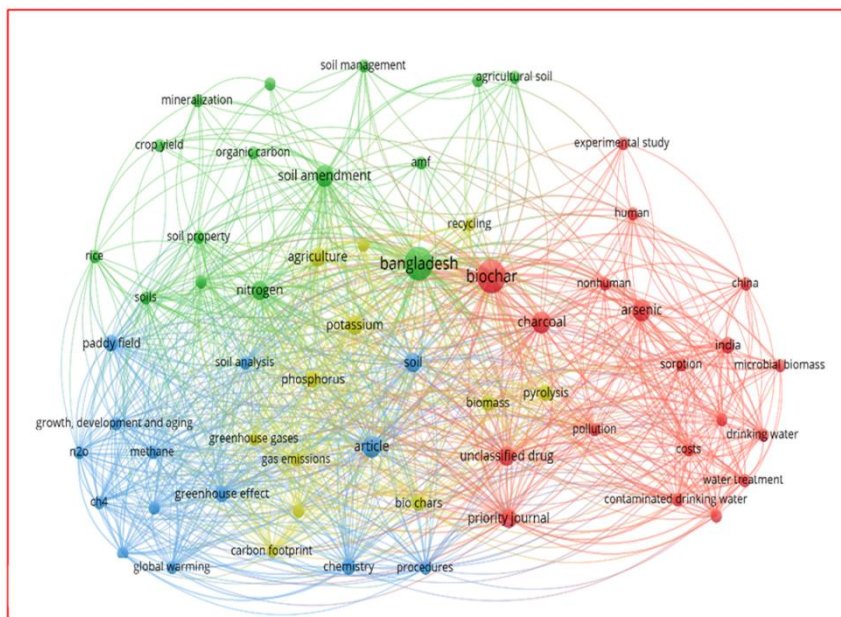 soil management
agricultural soil
mineralization
experimental study
crop yield
organic carbon
amf
soil amendment
human
recycling
soil property
agriculture
rice
bangladesh
biochar
nonhuman
china
nitrogen
soils
arsenic
potassium
charcoal
paddy field
india
soil analysis
soil
sorption
microbial biomass
phosphorus
pyrolysis
biomass
growth, development and aging
pollution
drinking water
greenhouse gases
n2o
methane
article
costs
gas emissions
unclassified drug
water treatment
greenhouse effect
ch4
bio chars
contaminated drinking water
priority journal
carbon footprint
global warming
chemistry
procedures